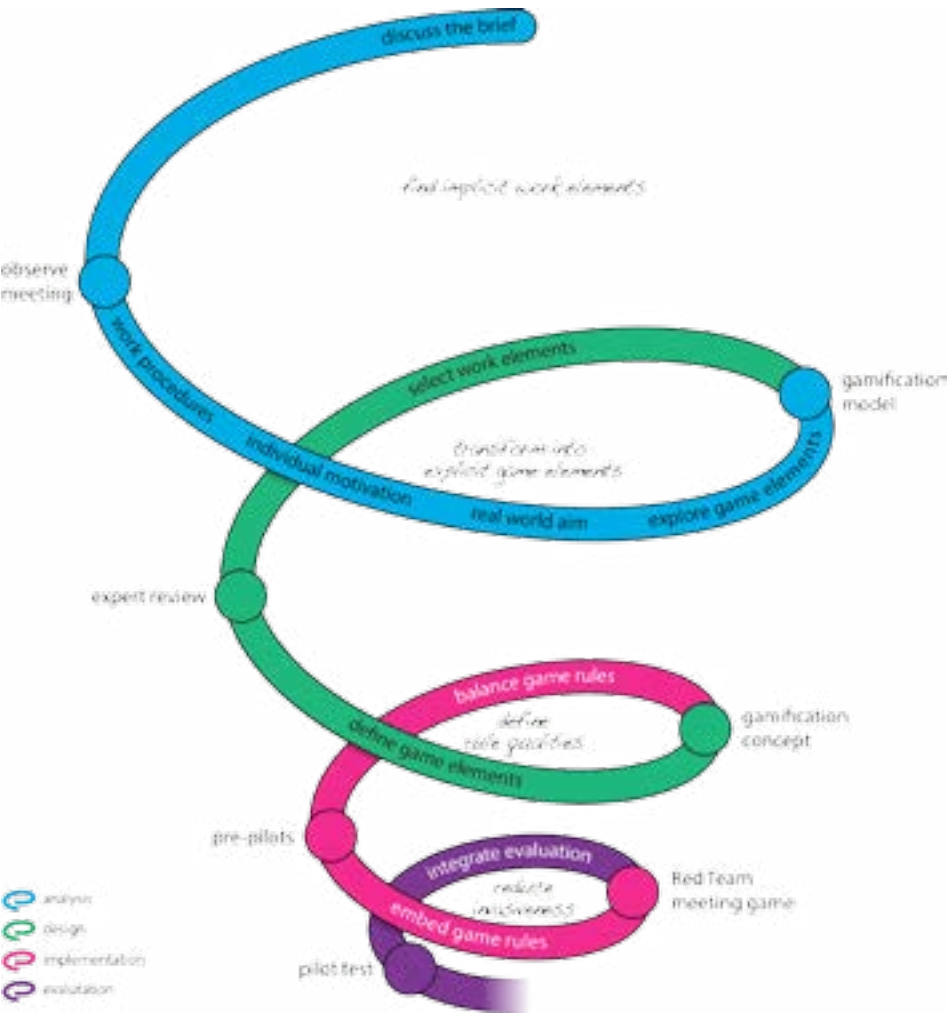 discuss the brief
find implicit work elements
observe
meeting
work procedures
select work elements
gamification
model
individual motivation
transform into
explicit game elements
real world aim
explore game elements
expert review
balance game rules
define
role qualities
gamification
concept
define game elements
pre-pilots
integrate evaluation
reduce
invasiveness
Red Team
meeting game
embed game rules
pilot test
analysis
design
implementation
evalutation